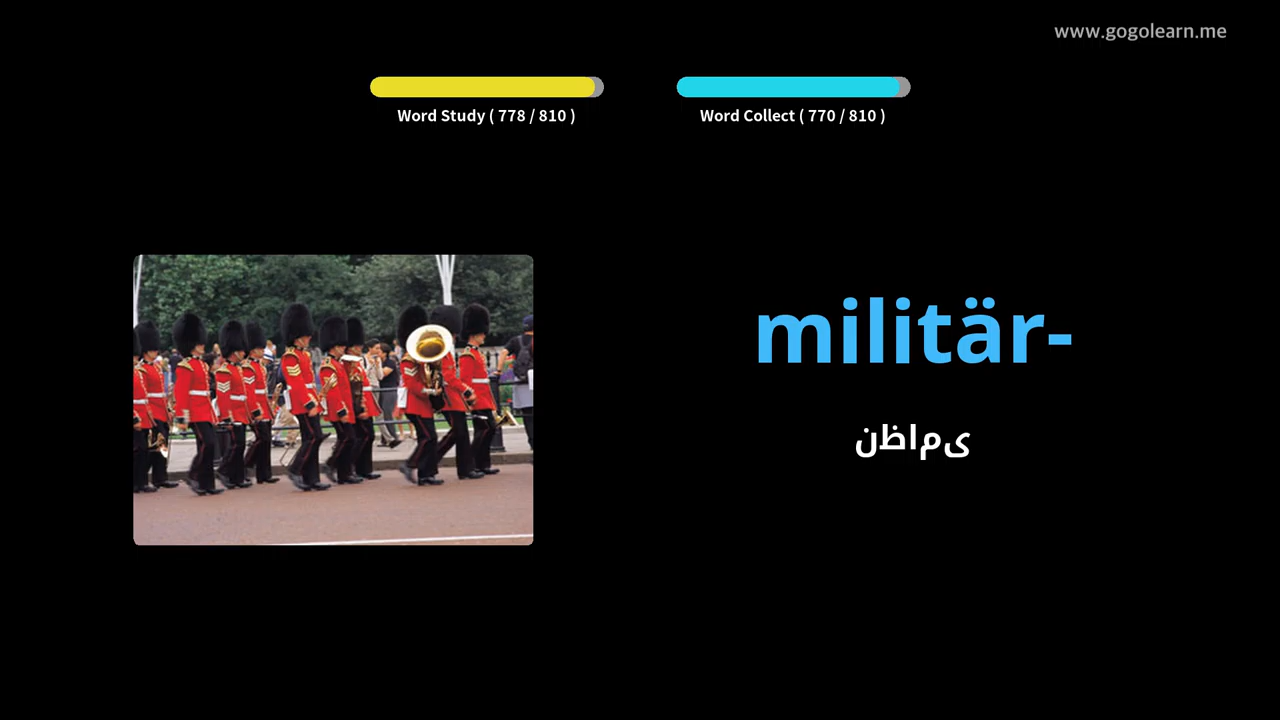 www.gogolearn.me
Word Study ( 778 / 810 )
Word Collect ( 770 / 810 )
militär-
نظامی